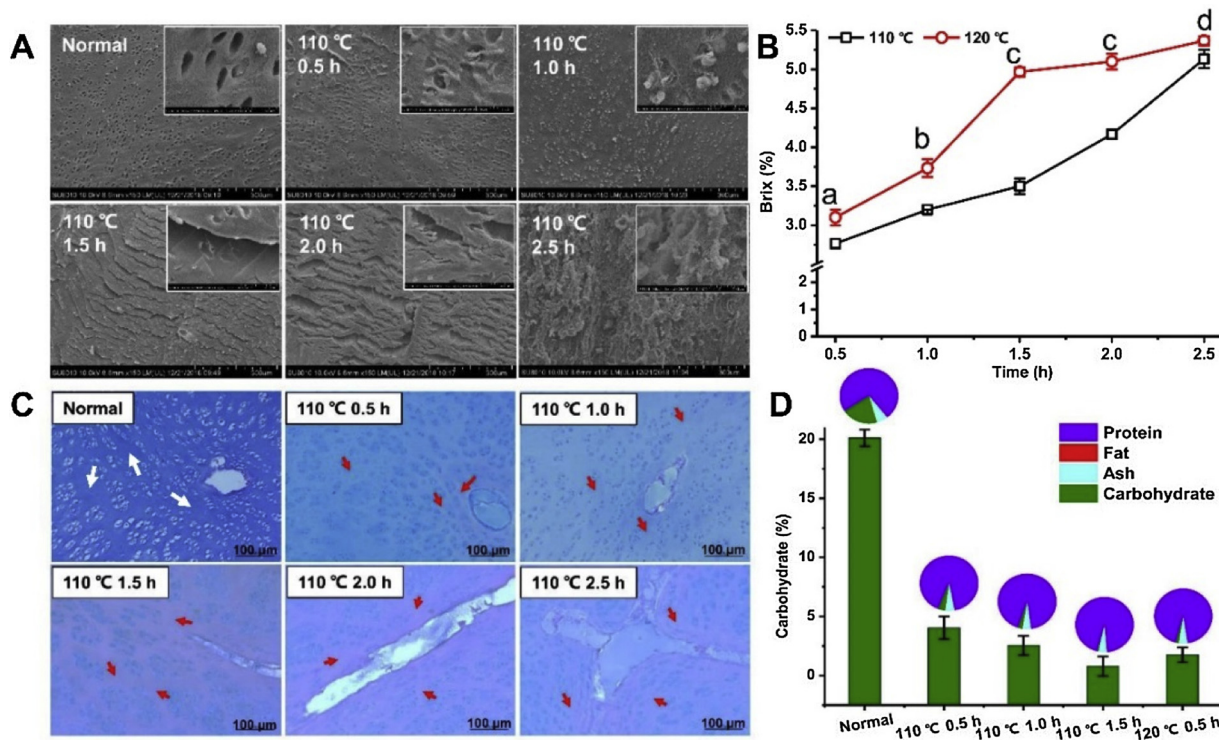 A
Normal
110 ℃
0.5 h
110 ℃
1.0 h
110 ℃
1.5 h
110 ℃
2.0 h
110 ℃
2.5 h
B
110 ℃
120 ℃
a
b
c
c
d
Brix (%)
5.5
5.0
4.5
4.0
3.5
3.0
2
1
0
0.5 1.0 1.5 2.0 2.5
Time (h)
C
Normal
100 µm
110 ℃ 0.5 h
100 µm
110 ℃ 1.0 h
100 µm
110 ℃ 1.5 h
100 µm
110 ℃ 2.0 h
100 µm
110 ℃ 2.5 h
100 µm
D
Protein
Fat
Ash
Carbohydrate
Carbohydrate (%)
20
15
10
5
0
Normal
110 ℃ 0.5 h
110 ℃ 1.0 h
110 ℃ 1.5 h
120 ℃ 0.5 h